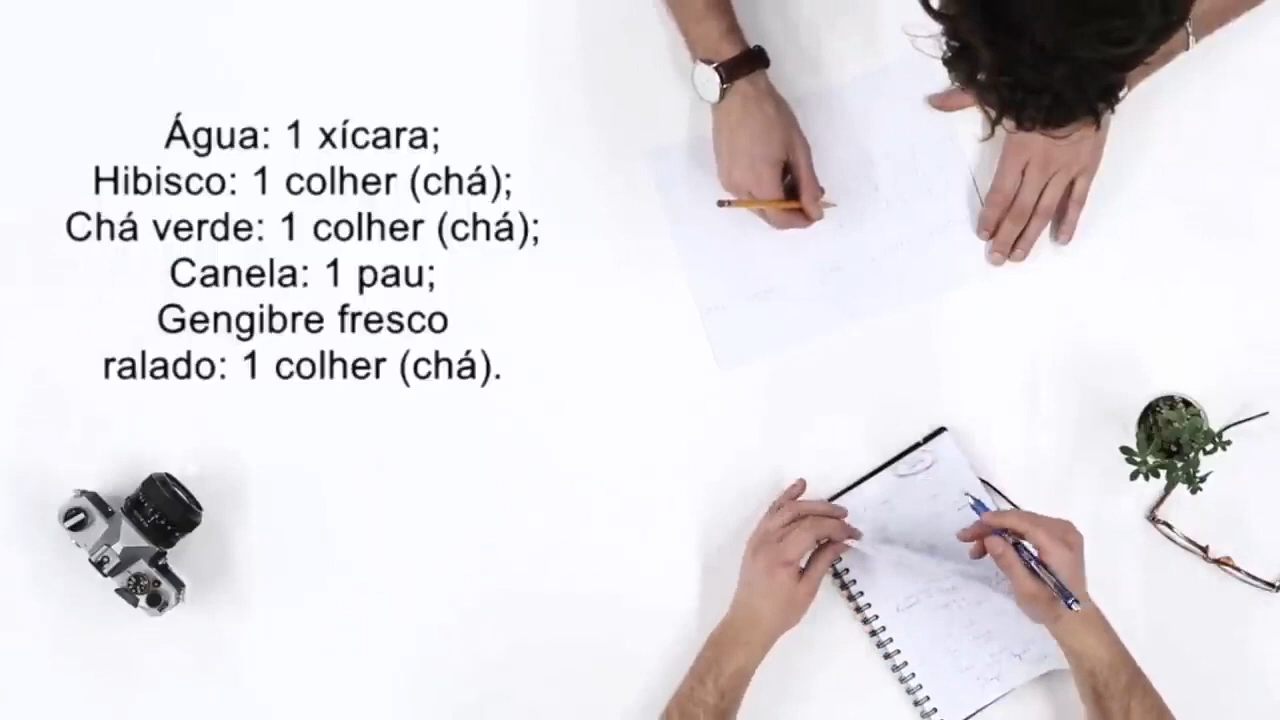 Água: 1 xícara;
Hibisco: 1 colher (chá);
Chá verde: 1 colher (chá);
Canela: 1 pau;
Gengibre fresco
ralado: 1 colher (chá).